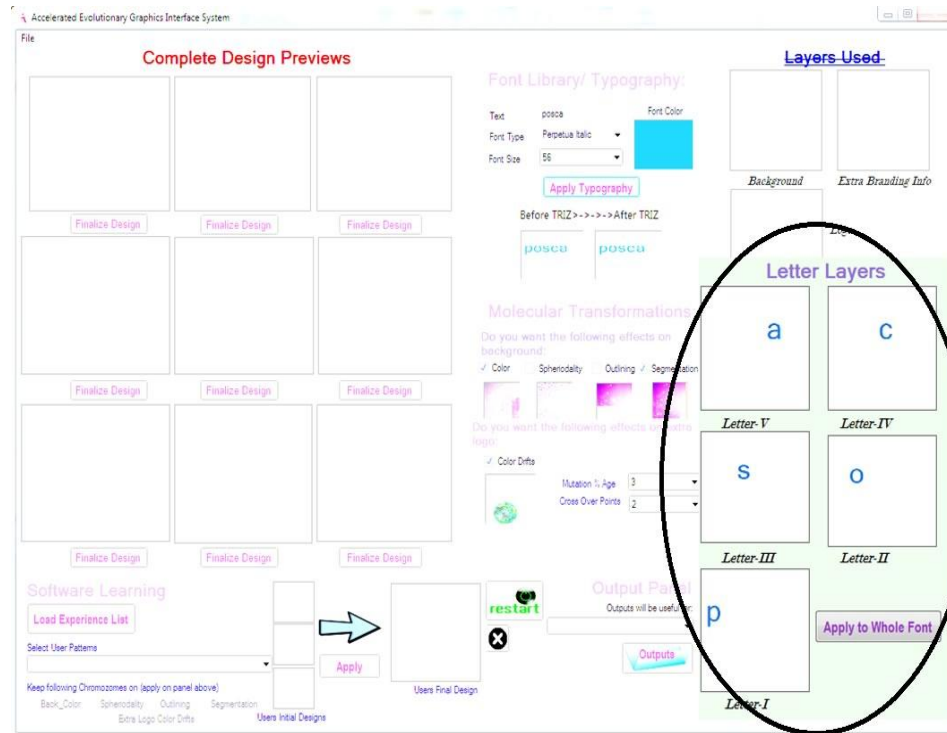 Accelerated Evolutionary Graphics Interface System
File
Complete Design Previews
Finalize Design Finalize Design Finalize Design
Finalize Design Finalize Design Finalize Design
Finalize Design Finalize Design Finalize Design
Font Library/ Typography:
Text posca Font Color
Font Type Perpetua Italic
Font Size 56
Apply Typography
Before TRIZ>->->->After TRIZ
posca posca
Molecular Transformations
Do you want the following effects on
background:
Color Spherodality Outlining Segmentation
Do you want the following effects on
logo:
Color Drifts
Mutation % Age 3
Cross Over Points 2
Layers Used
Background Extra Branding Info
Letter Layers
a c
Letter-V Letter-IV
s o
Letter-III Letter-II
p
Apply to Whole Font
Letter-I
Software Learning
Load Experience List
Select User Patterns
Keep following Chromozomes on (apply on panel above)
Back_Color Spherodality Outlining Segmentation
Extra Logo Color Drifts
Users Initial Designs
Apply
Users Final Design
restart
Output Panel
Outputs will be useful for:
Outputs